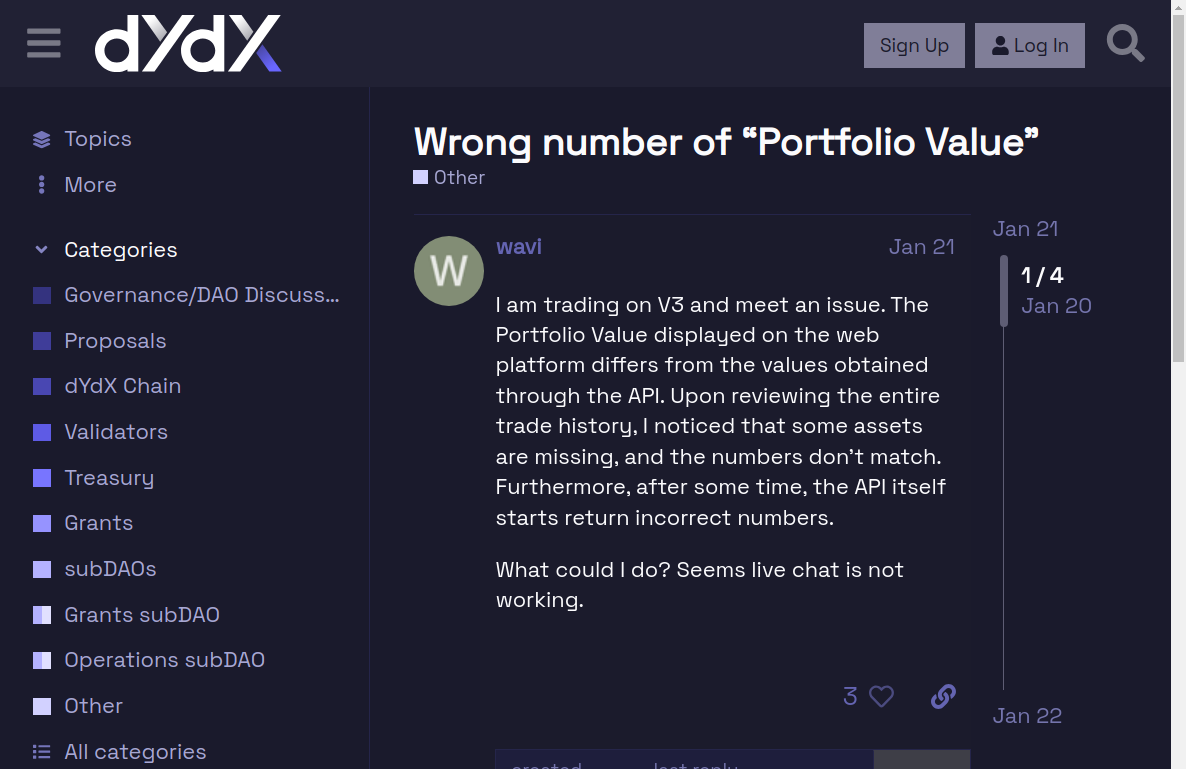 dYdX
Sign Up
Log In
Topics
More
Categories
Governance/DAO Discuss...
Proposals
dYdX Chain
Validators
Treasury
Grants
subDAOs
Grants subDAO
Operations subDAO
Other
All categories
Wrong number of “Portfolio Value”
Other
W
wavi
Jan 21
I am trading on V3 and meet an issue. The
Portfolio Value displayed on the web
platform differs from the values obtained
through the API. Upon reviewing the entire
trade history, I noticed that some assets
are missing, and the numbers don’t match.
Furthermore, after some time, the API itself
starts return incorrect numbers.
What could I do? Seems live chat is not
working.
3
created
last reply
Jan 21
1 / 4
Jan 20
Jan 22